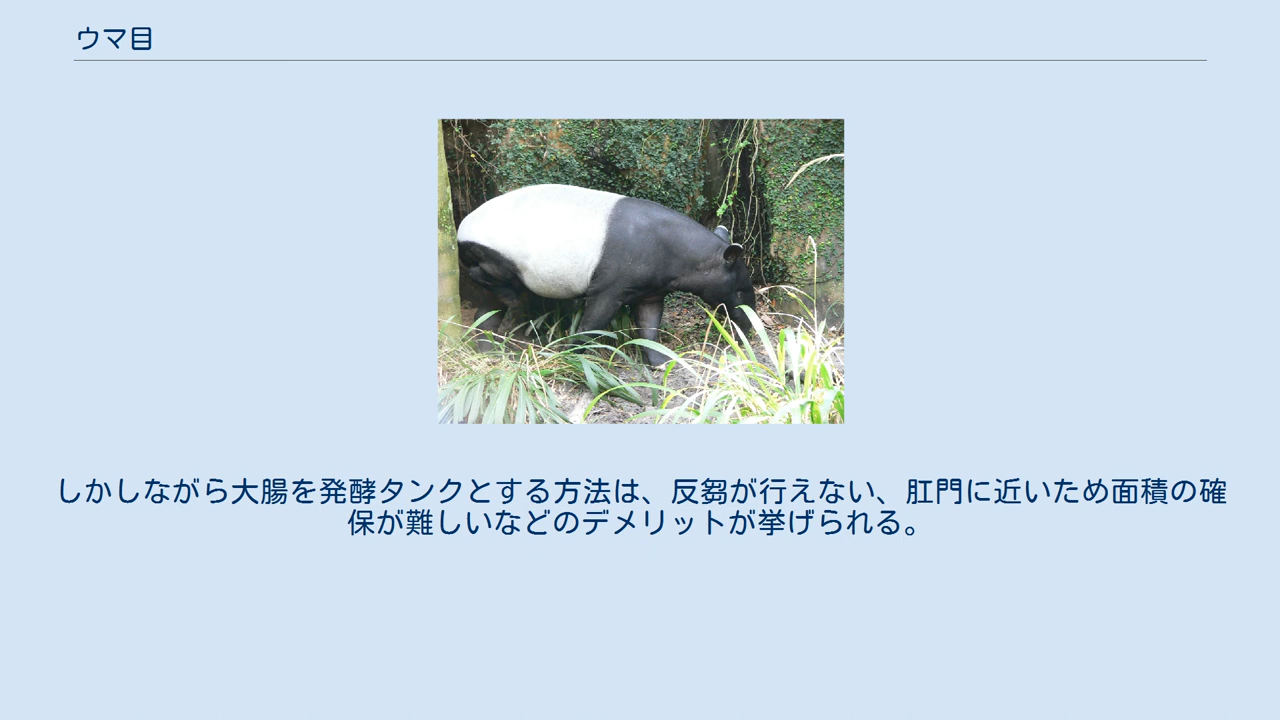 ウマ目
しかしながら大腸を発酵タンクとする方法は、反芻が行えない、肛門に近いため面積の確
保が難しいなどのデメリットが挙げられる。